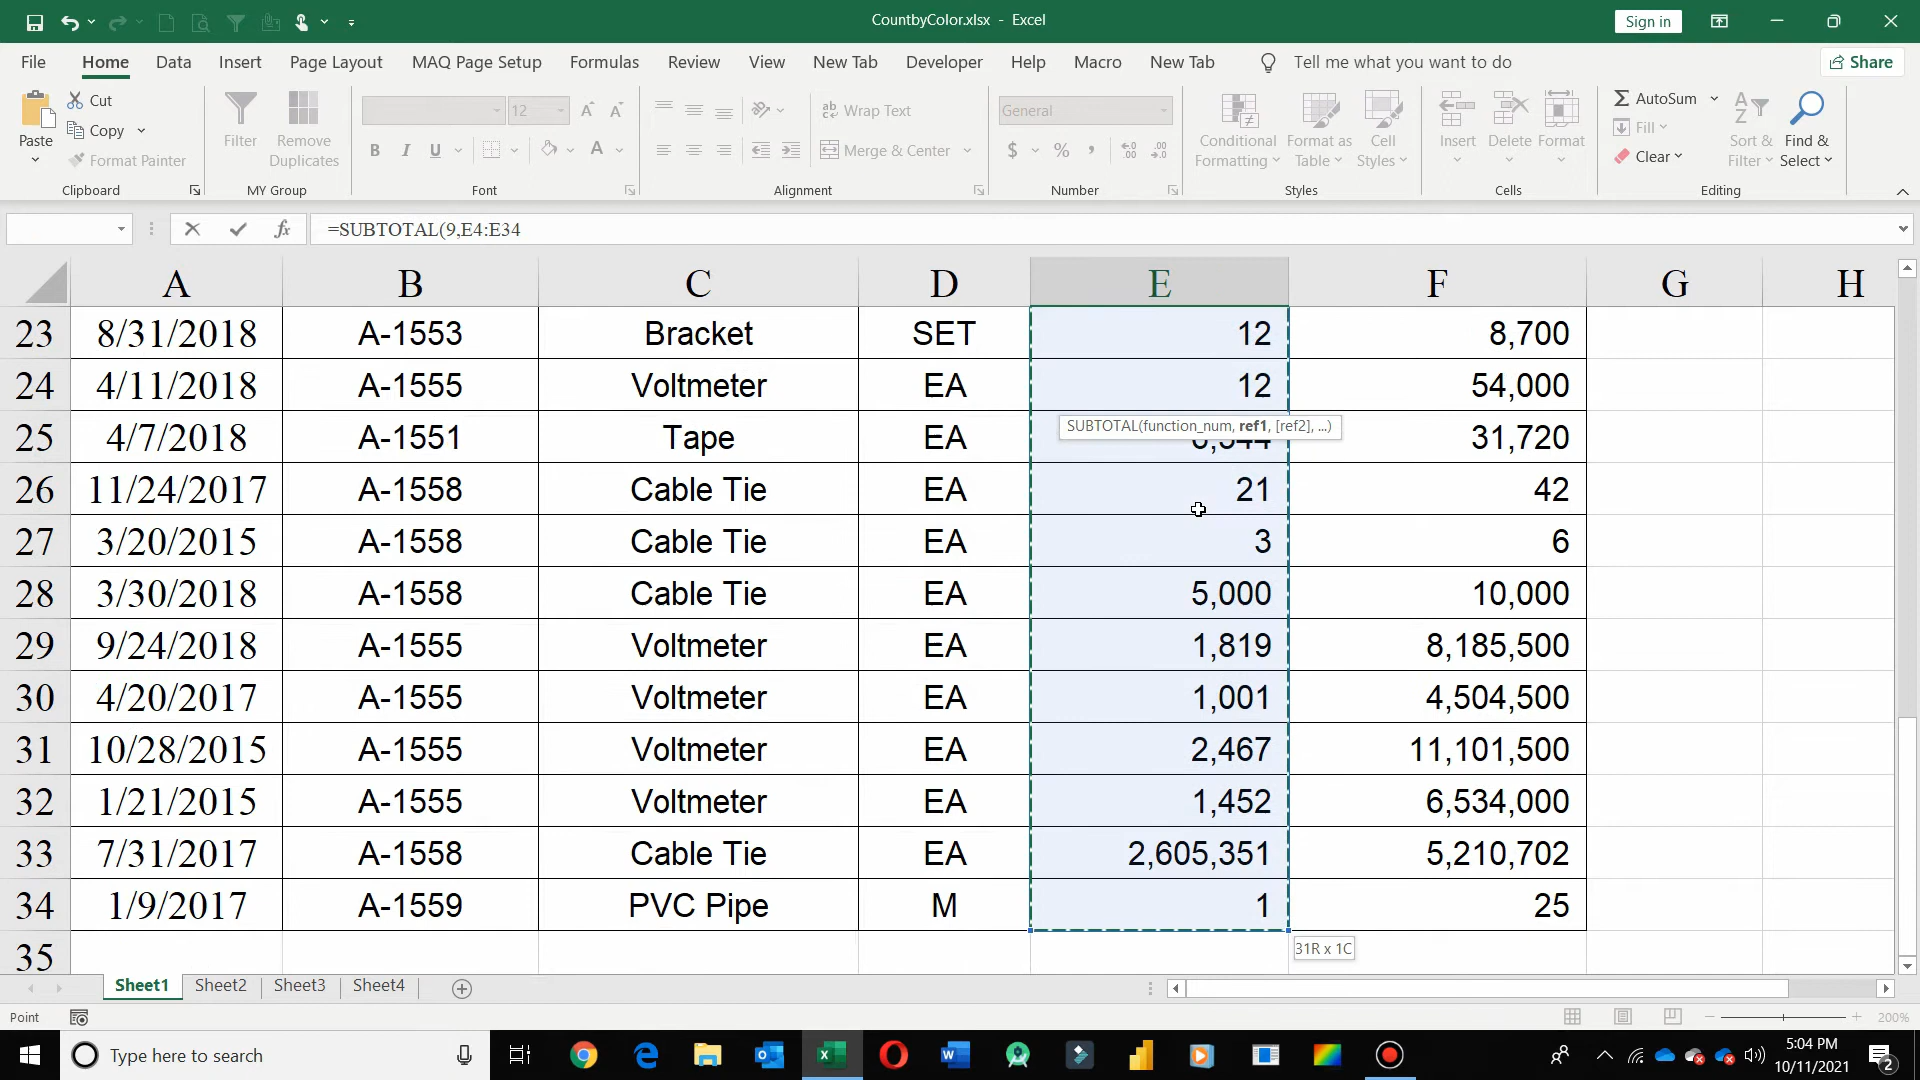 CountbyColor.xlsx - Excel
Sign in
File Home Data Insert Page Layout MAQ Page Setup Formulas Review View New Tab Developer Help Macro New Tab Tell me what you want to do Share
Paste
Cut
Copy
Format Painter
Clipboard
Filter
Remove Duplicates
MY Group
12
B I U A
Font
Wrap Text
Merge & Center
Alignment
General
$ % ,
Number
Conditional Formatting
Format as Table
Cell Styles
Styles
Insert Delete Format
Cells
AutoSum
Fill
Clear
Sort & Filter
Find & Select
Editing
=SUBTOTAL(9,E4:E34
A B C D E F G H
23 8/31/2018 A-1553 Bracket SET 12 8,700
24 4/11/2018 A-1555 Voltmeter EA 12 54,000
SUBTOTAL(function_num, ref1, [ref2], ...)
25 4/7/2018 A-1551 Tape EA 31,720
26 11/24/2017 A-1558 Cable Tie EA 21 42
27 3/20/2015 A-1558 Cable Tie EA 3 6
28 3/30/2018 A-1558 Cable Tie EA 5,000 10,000
29 9/24/2018 A-1555 Voltmeter EA 1,819 8,185,500
30 4/20/2017 A-1555 Voltmeter EA 1,001 4,504,500
31 10/28/2015 A-1555 Voltmeter EA 2,467 11,101,500
32 1/21/2015 A-1555 Voltmeter EA 1,452 6,534,000
33 7/31/2017 A-1558 Cable Tie EA 2,605,351 5,210,702
34 1/9/2017 A-1559 PVC Pipe M 1 25
35
31R x 1C
Sheet1 Sheet2 Sheet3 Sheet4
Point
200%
Type here to search
5:04 PM
10/11/2021
2